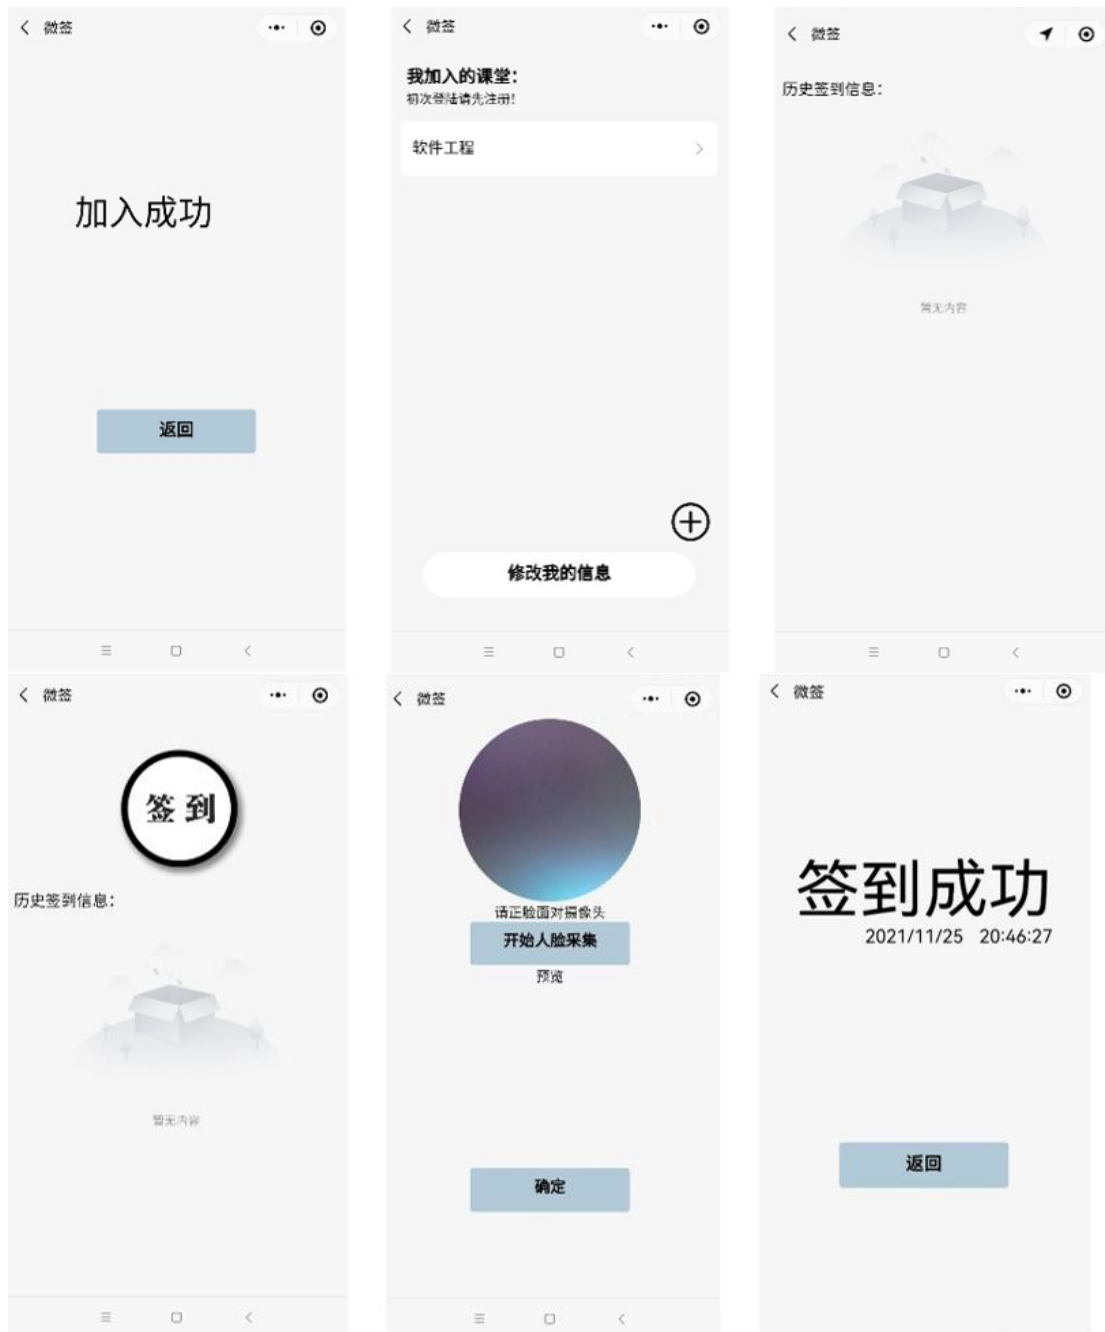 微签
加入成功
返回
微签
我加入的课堂：
初次登陆请先注册！
软件工程
修改我的信息
微签
历史签到信息：
暂无内容
微签
签到
历史签到信息：
暂无内容
微签
请正脸面对摄像头
开始人脸采集
预览
确定
微签
签到成功
2021/11/25 20:46:27
返回